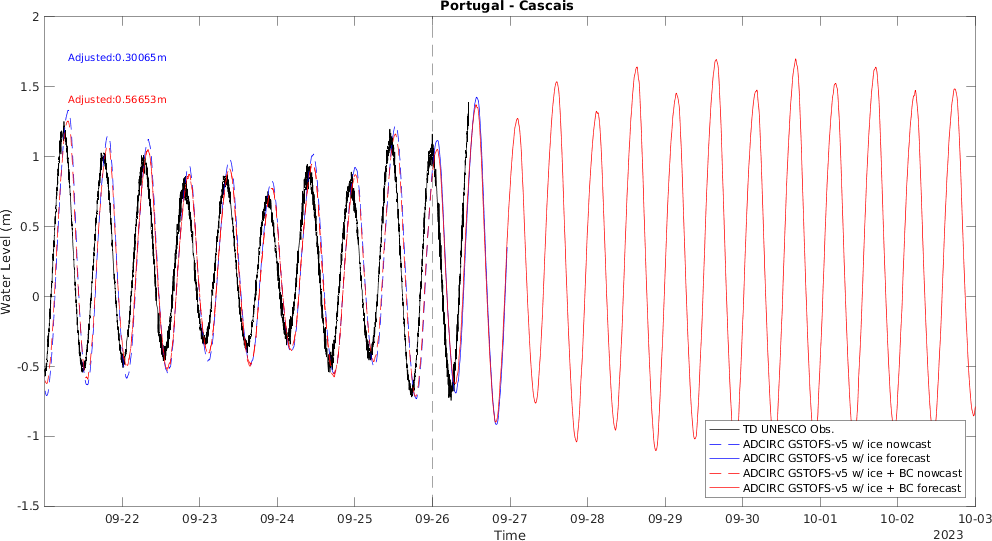 Portugal - Cascais
Adjusted:0.30065m
Adjusted:0.56653m
Water Level (m)
2
1.5
1
0.5
0
-0.5
-1
-1.5
TD UNESCO Obs.
ADCIRC GSTOFS-v5 w/ ice nowcast
ADCIRC GSTOFS-v5 w/ ice forecast
ADCIRC GSTOFS-v5 w/ ice + BC nowcast
ADCIRC GSTOFS-v5 w/ ice + BC forecast
09-22 09-23 09-24 09-25 09-26 09-27 09-28 09-29 09-30 10-01 10-02 10-03
Time
2023